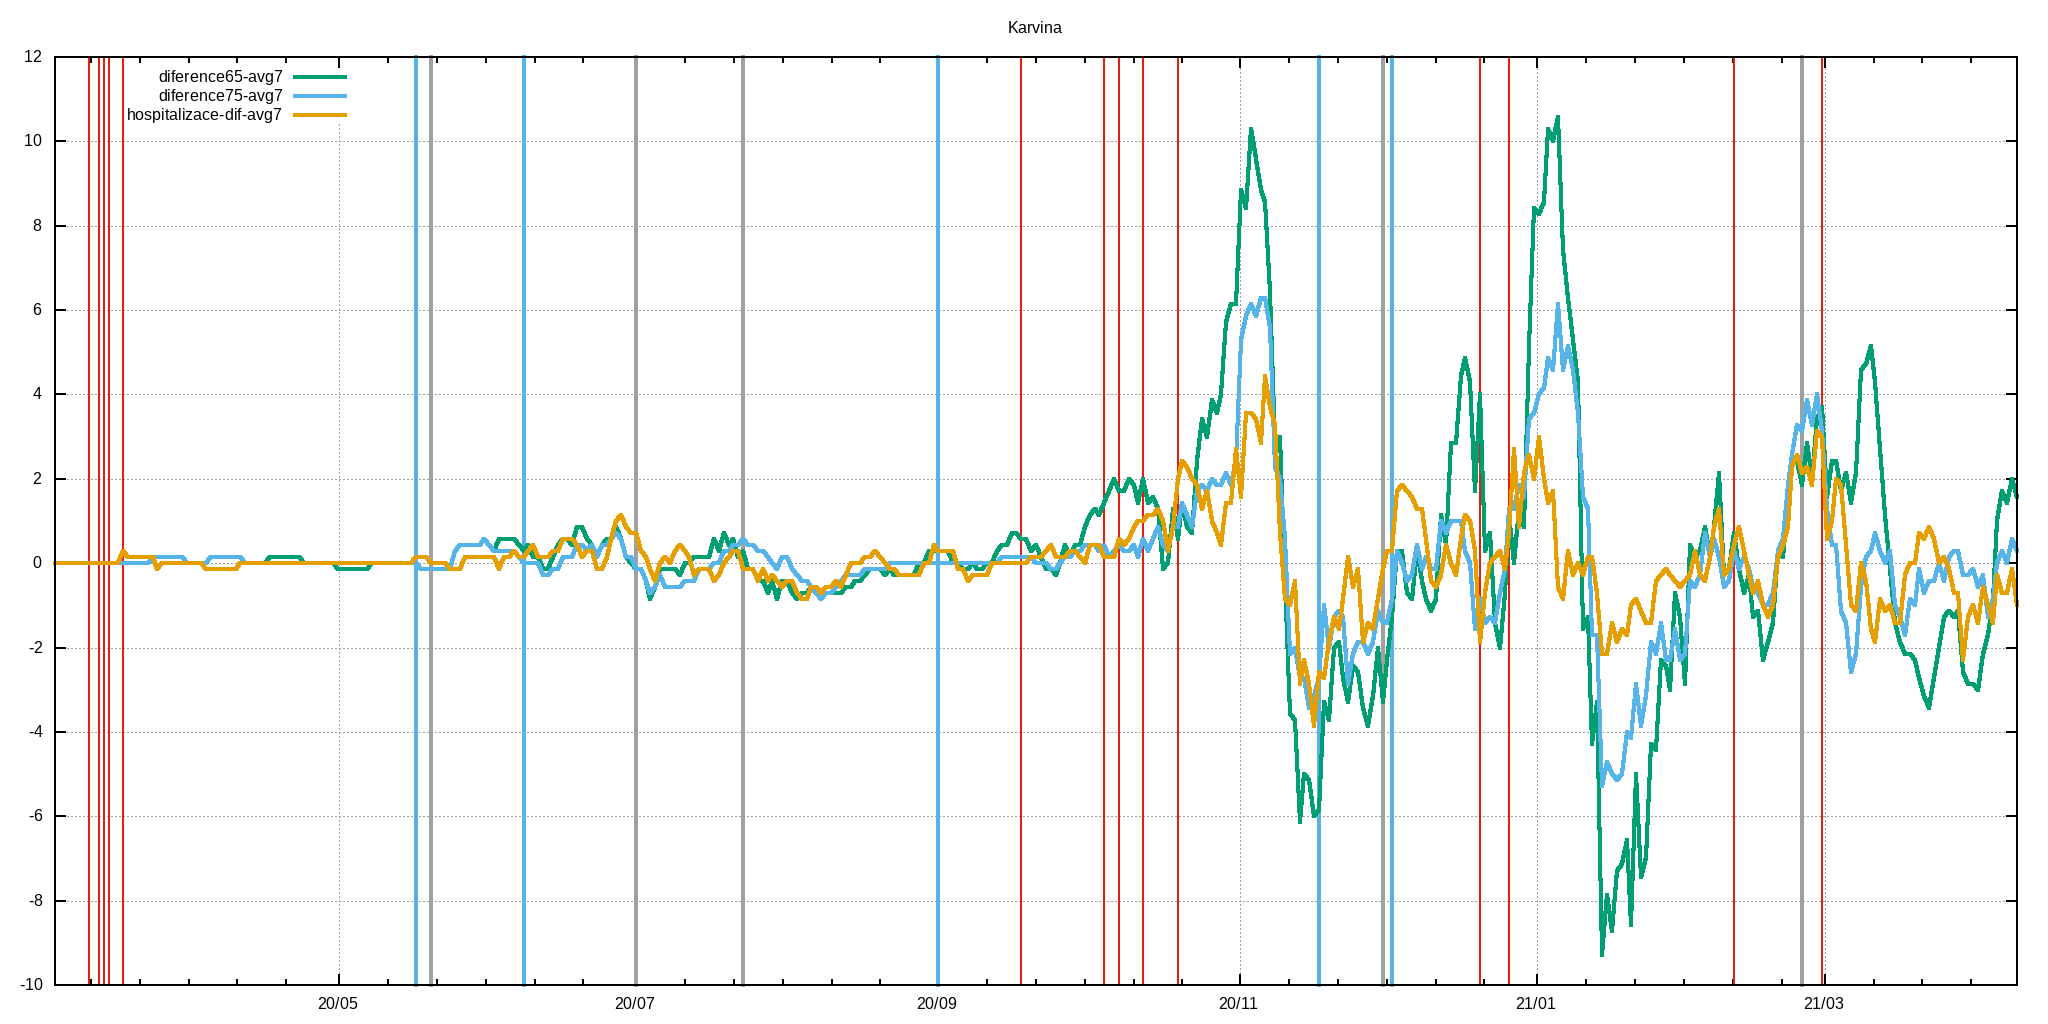 Karvina
12
diference65-avg7
diference75-avg7
hospitalizace-dif-avg7
10
8
6
4
2
0
-2
-4
-6
-8
-10
20/05 20/07 20/09 20/11 21/01 21/03